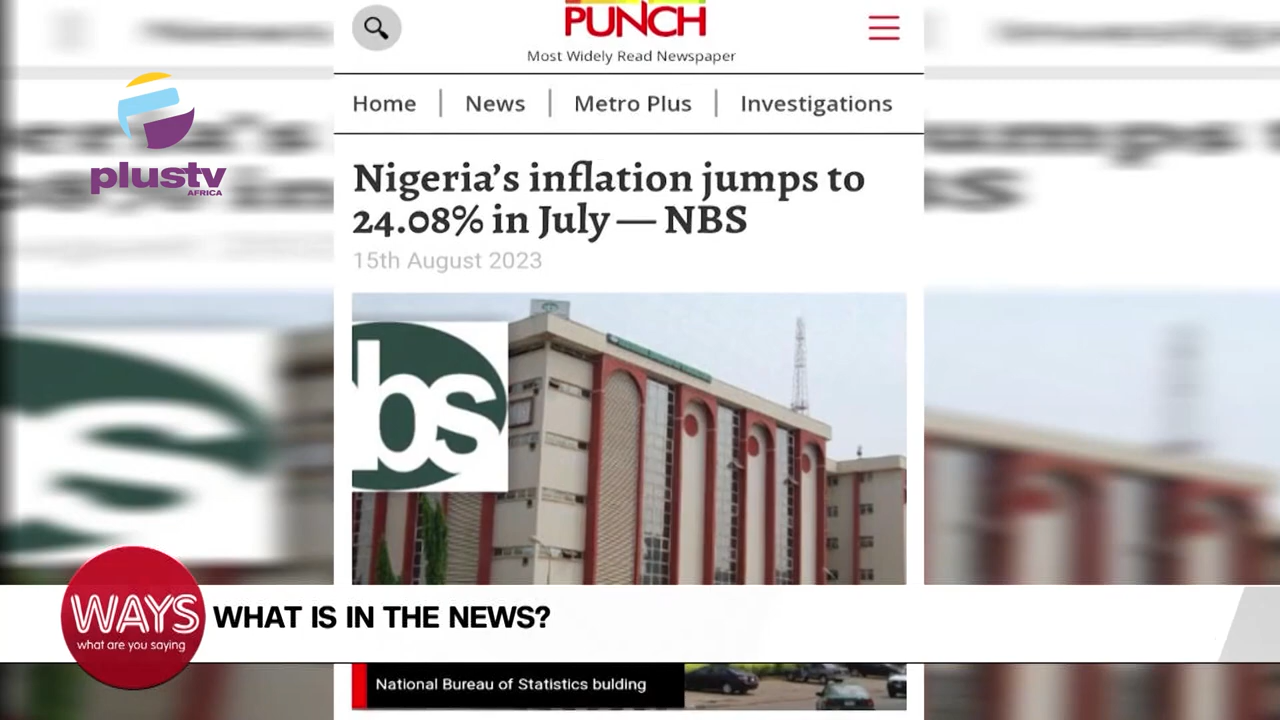 PUNCH
Most Widely Read Newspaper
Home | News | Metro Plus | Investigations
Nigeria’s inflation jumps to
24.08% in July — NBS
15th August 2023
plustv
AFRICA
bs
WAYS
what are you saying
WHAT IS IN THE NEWS?
National Bureau of Statistics bulding